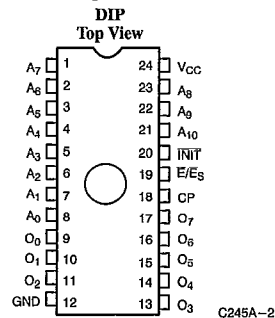 DIP
Top View
A7 1 24 VCC
A6 2 23 A8
A5 3 22 A9
A4 4 21 A10
A3 5 20 INIT
A2 6 19 E/ES
A1 7 18 CP
A0 8 17 O7
O0 9 16 O6
O1 10 15 O5
O2 11 14 O4
GND 12 13 O3
C245A–2